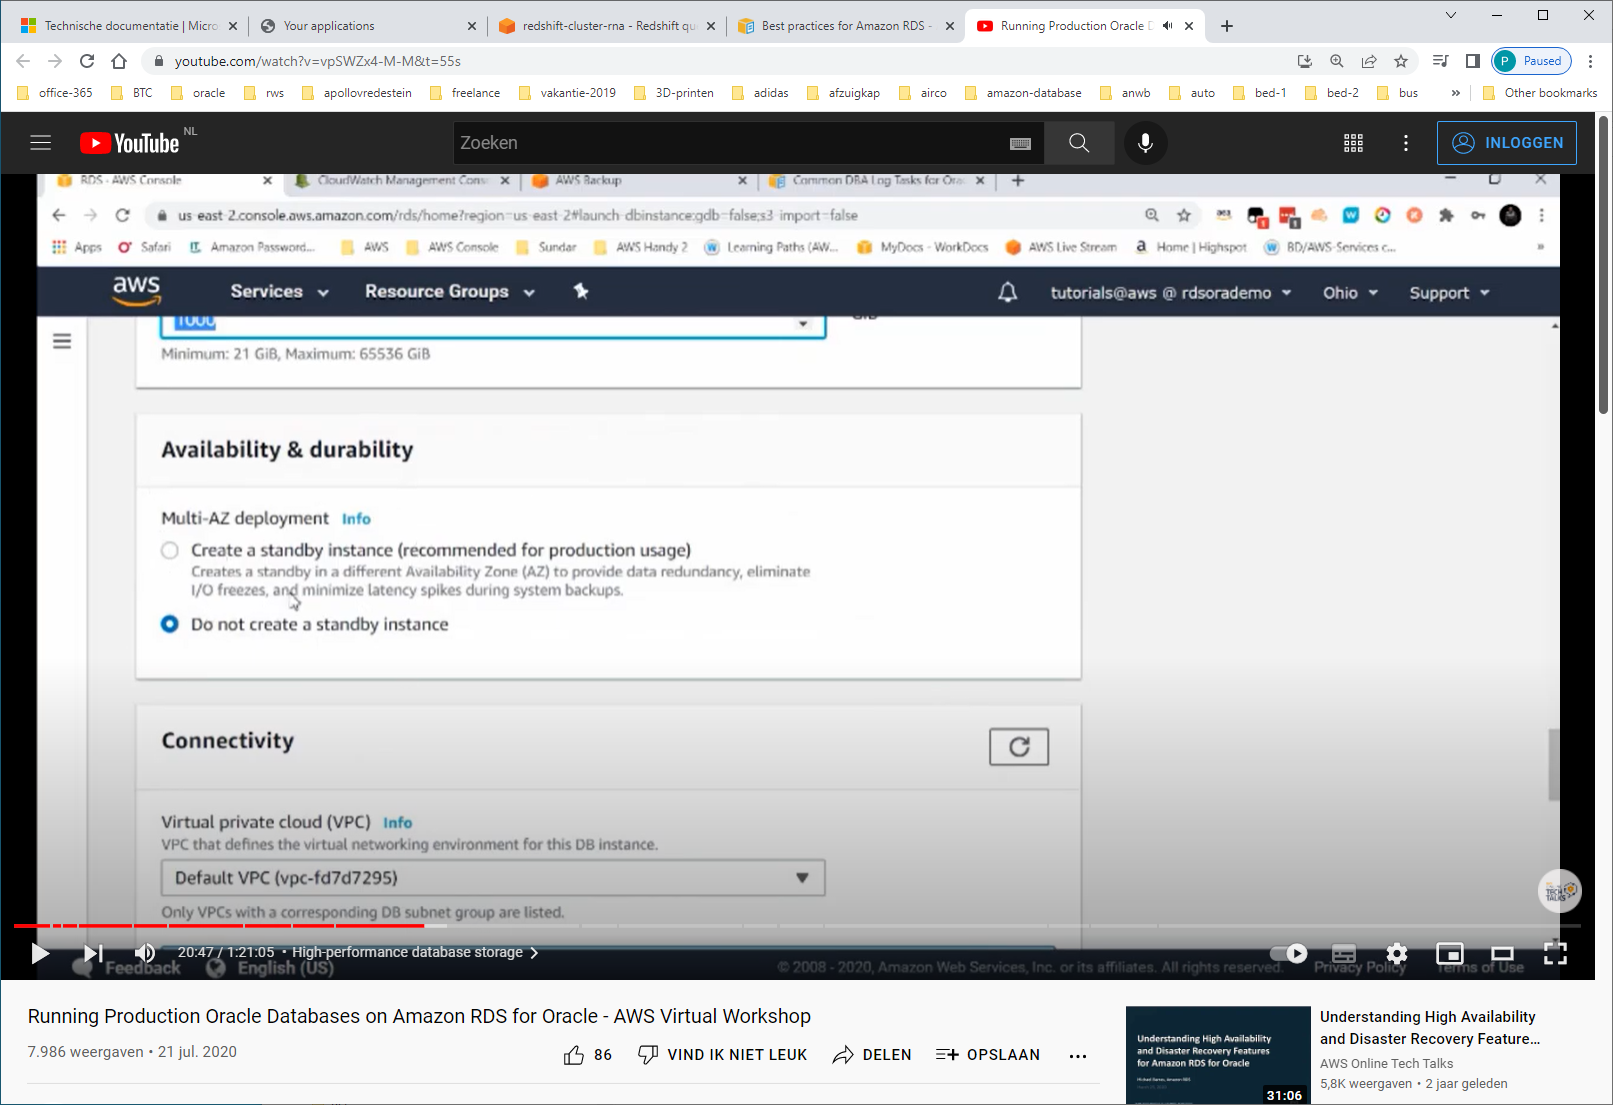 Technische documentatie | Micro
Your applications
redshift-cluster-rna - Redshift qu
Best practices for Amazon RDS -
Running Production Oracle D
youtube.com/watch?v=vpSWZx4-M-M&t=55s
P Paused
office-365 BTC oracle rws apollovredestein freelance vakantie-2019 3D-printen adidas afzuigkap airco amazon-database anwb auto bed-1 bed-2 bus » Other bookmarks
YouTube NL
Zoeken
INLOGGEN
RDS - AWS Console
CloudWatch Management Cons
AWS Backup
Common DBA Log Tasks for Ora
us-east-2.console.aws.amazon.com/rds/home?region=us-east-2#launch-dbinstance:gdb=false;s3-import=false
Apps Safari Amazon Password... AWS AWS Console Sundar AWS Handy 2 Learning Paths (AW... MyDocs - WorkDocs AWS Live Stream Home | Highspot BD/AWS-Services c... »
aws Services Resource Groups tutorials@aws @ rdsorademo Ohio Support
1000 GiB
Minimum: 21 GiB, Maximum: 65536 GiB
Availability & durability
Multi-AZ deployment Info
Create a standby instance (recommended for production usage)
Creates a standby in a different Availability Zone (AZ) to provide data redundancy, eliminate
I/O freezes, and minimize latency spikes during system backups.
Do not create a standby instance
Connectivity
Virtual private cloud (VPC) Info
VPC that defines the virtual networking environment for this DB instance.
Default VPC (vpc-fd7d7295)
Only VPCs with a corresponding DB subnet group are listed.
TECH
TALKS
20:47 / 1:21:05 • High-performance database storage
Feedback English (US) © 2008 - 2020, Amazon Web Services, Inc. or its affiliates. All rights reserved. Privacy Policy Terms of Use
Running Production Oracle Databases on Amazon RDS for Oracle - AWS Virtual Workshop
7.986 weergaven • 21 jul. 2020
86 VIND IK NIET LEUK DELEN OPSLAAN ...
Understanding High Availability
and Disaster Recovery Features
for Amazon RDS for Oracle
31:06
Understanding High Availability
and Disaster Recovery Feature...
AWS Online Tech Talks
5,8K weergaven • 2 jaar geleden